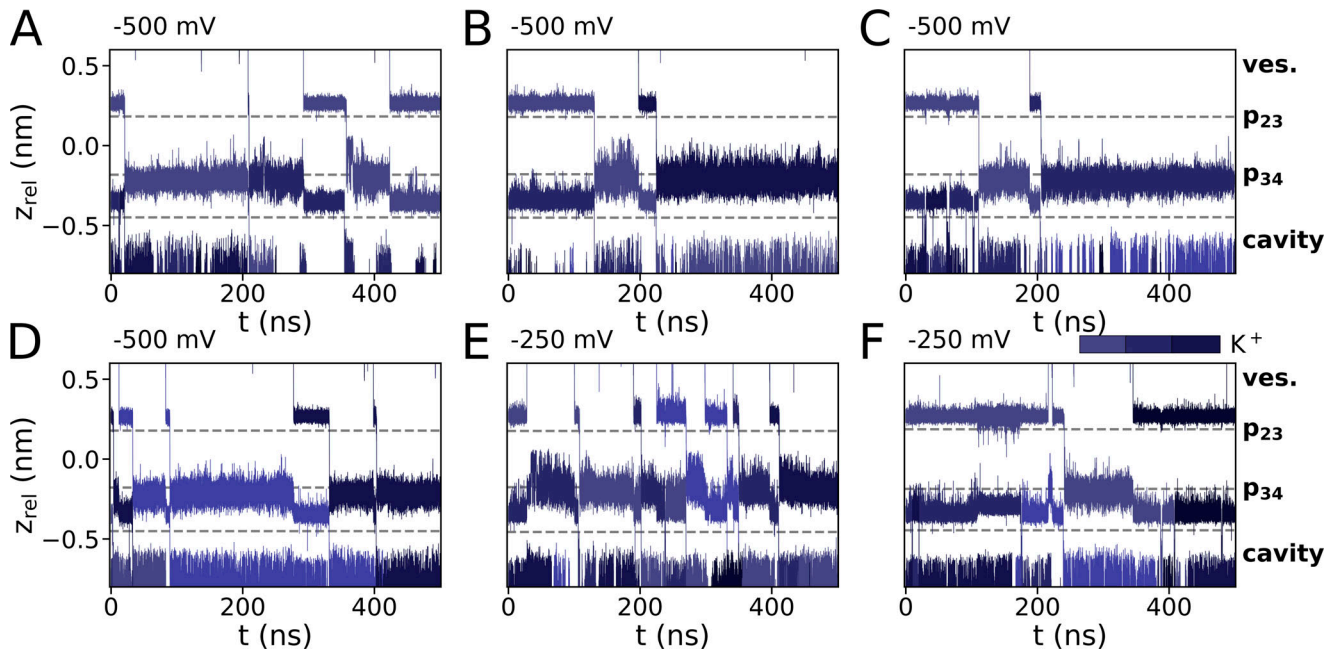 A -500 mV
B -500 mV
C -500 mV
0.5
0.0
−0.5
z_rel (nm)
ves.
p₂₃
p₃₄
cavity
0 200 400
0 200 400
0 200 400
t (ns)
t (ns)
t (ns)
D -500 mV
E -250 mV
F -250 mV
K⁺
0.5
0.0
−0.5
z_rel (nm)
ves.
p₂₃
p₃₄
cavity
0 200 400
0 200 400
0 200 400
t (ns)
t (ns)
t (ns)